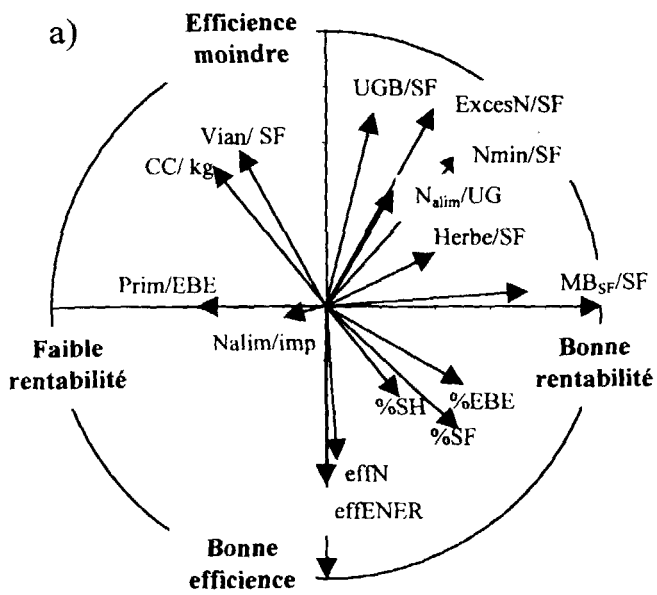 a)
Efficience
moindre
UGB/SF
ExcesN/SF
Vian/ SF
Nmin/SF
CC/ kg
Nalim/UG
Herbe/SF
Prim/EBE
MBSF/SF
Nalim/imp
Faible
rentabilité
Bonne
rentabilité
%SH
%EBE
%SF
effN
effENER
Bonne
efficience